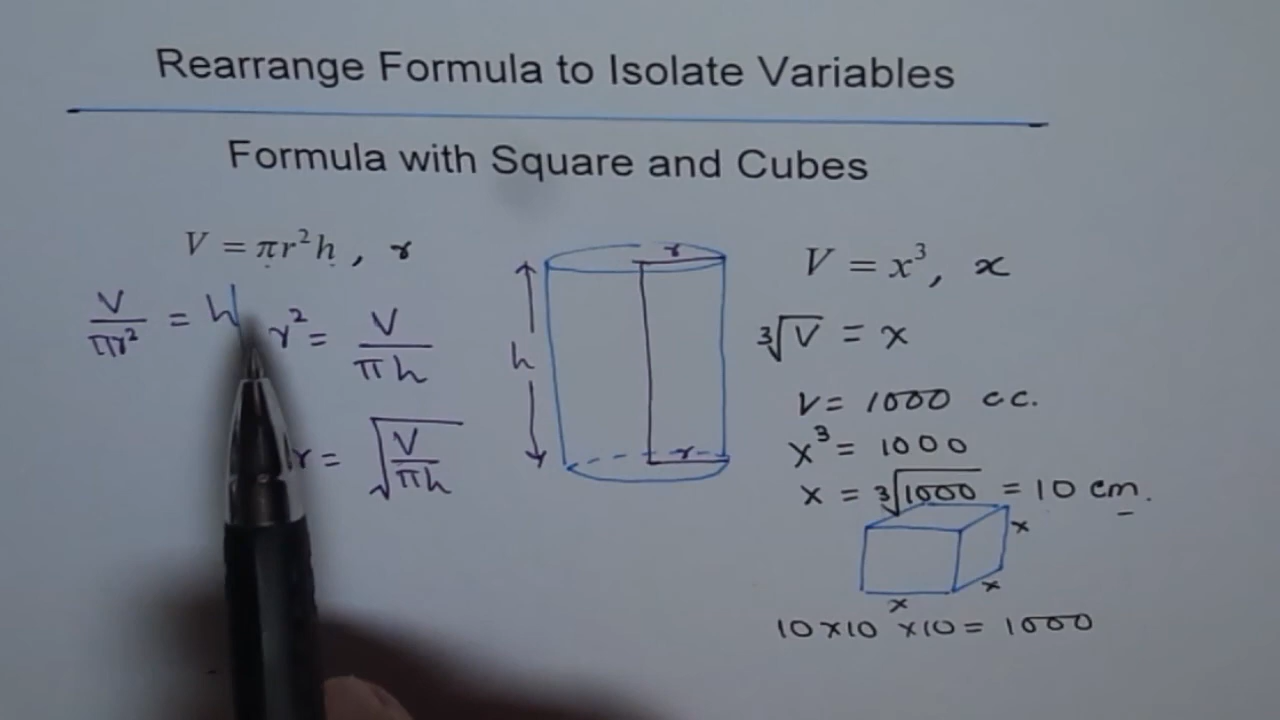 Rearrange Formula to Isolate Variables
Formula with Square and Cubes
V = πr²h , r
V/πr² = h
r² = V/πh
r = √(V/πh)
r
h
r
V = x³, x
³√V = x
V = 1000 c c.
x³ = 1000
x = ³√1000 = 10 cm.
x
x
x
10 × 10 × 10 = 1000